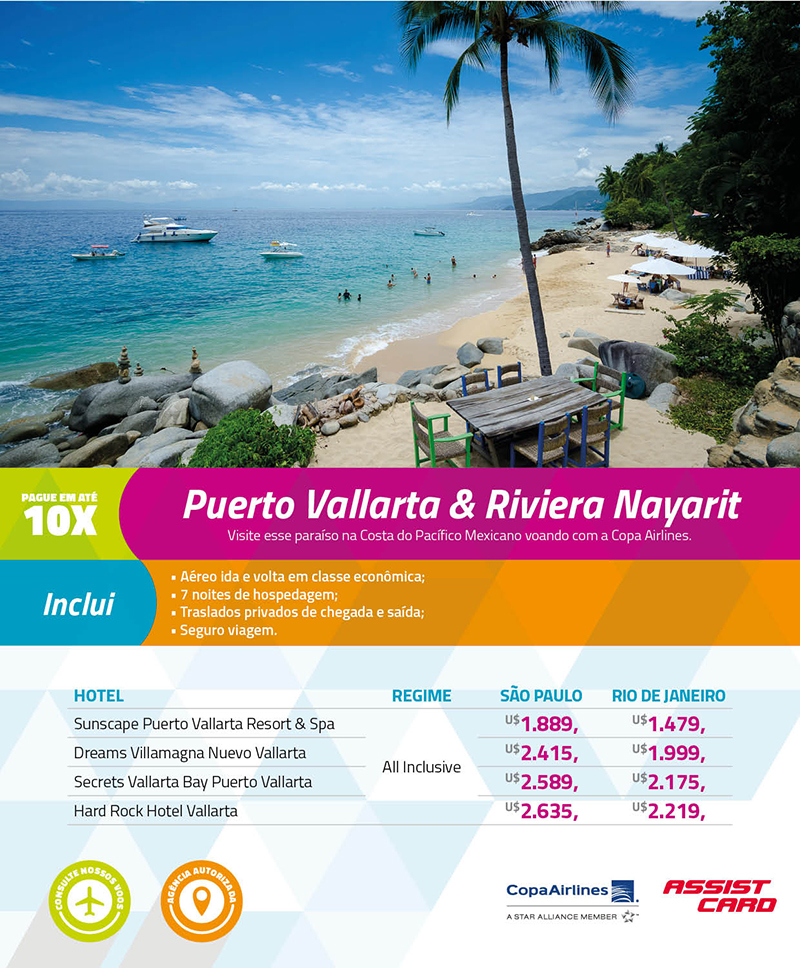 PAGUE EM ATÉ
10X
Puerto Vallarta & Riviera Nayarit
Visite esse paraíso na Costa do Pacífico Mexicano voando com a Copa Airlines.
Inclui
• Aéreo ida e volta em classe econômica;
• 7 noites de hospedagem;
• Traslados privados de chegada e saída;
• Seguro viagem.
HOTEL REGIME SÃO PAULO RIO DE JANEIRO
Sunscape Puerto Vallarta Resort & Spa U$1.889, U$1.479,
Dreams Villamagna Nuevo Vallarta U$2.415, U$1.999,
All Inclusive
Secrets Vallarta Bay Puerto Vallarta U$2.589, U$2.175,
Hard Rock Hotel Vallarta U$2.635, U$2.219,
CONSULTE NOSSOS VOOS
AGÊNCIA AUTORIZADA
CopaAirlines
A STAR ALLIANCE MEMBER
ASSIST
CARD